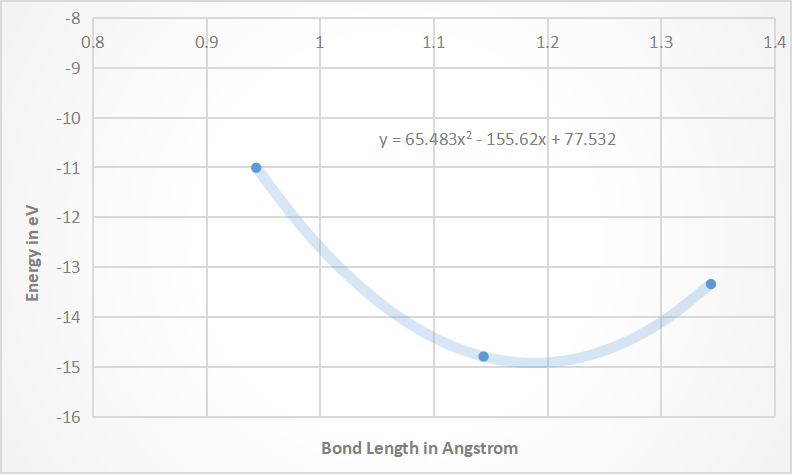 -8
0.8 0.9 1 1.1 1.2 1.3 1.4
-9
-10
y = 65.483x² - 155.62x + 77.532
-11
-12
Energy in eV
-13
-14
-15
-16
Bond Length in Angstrom